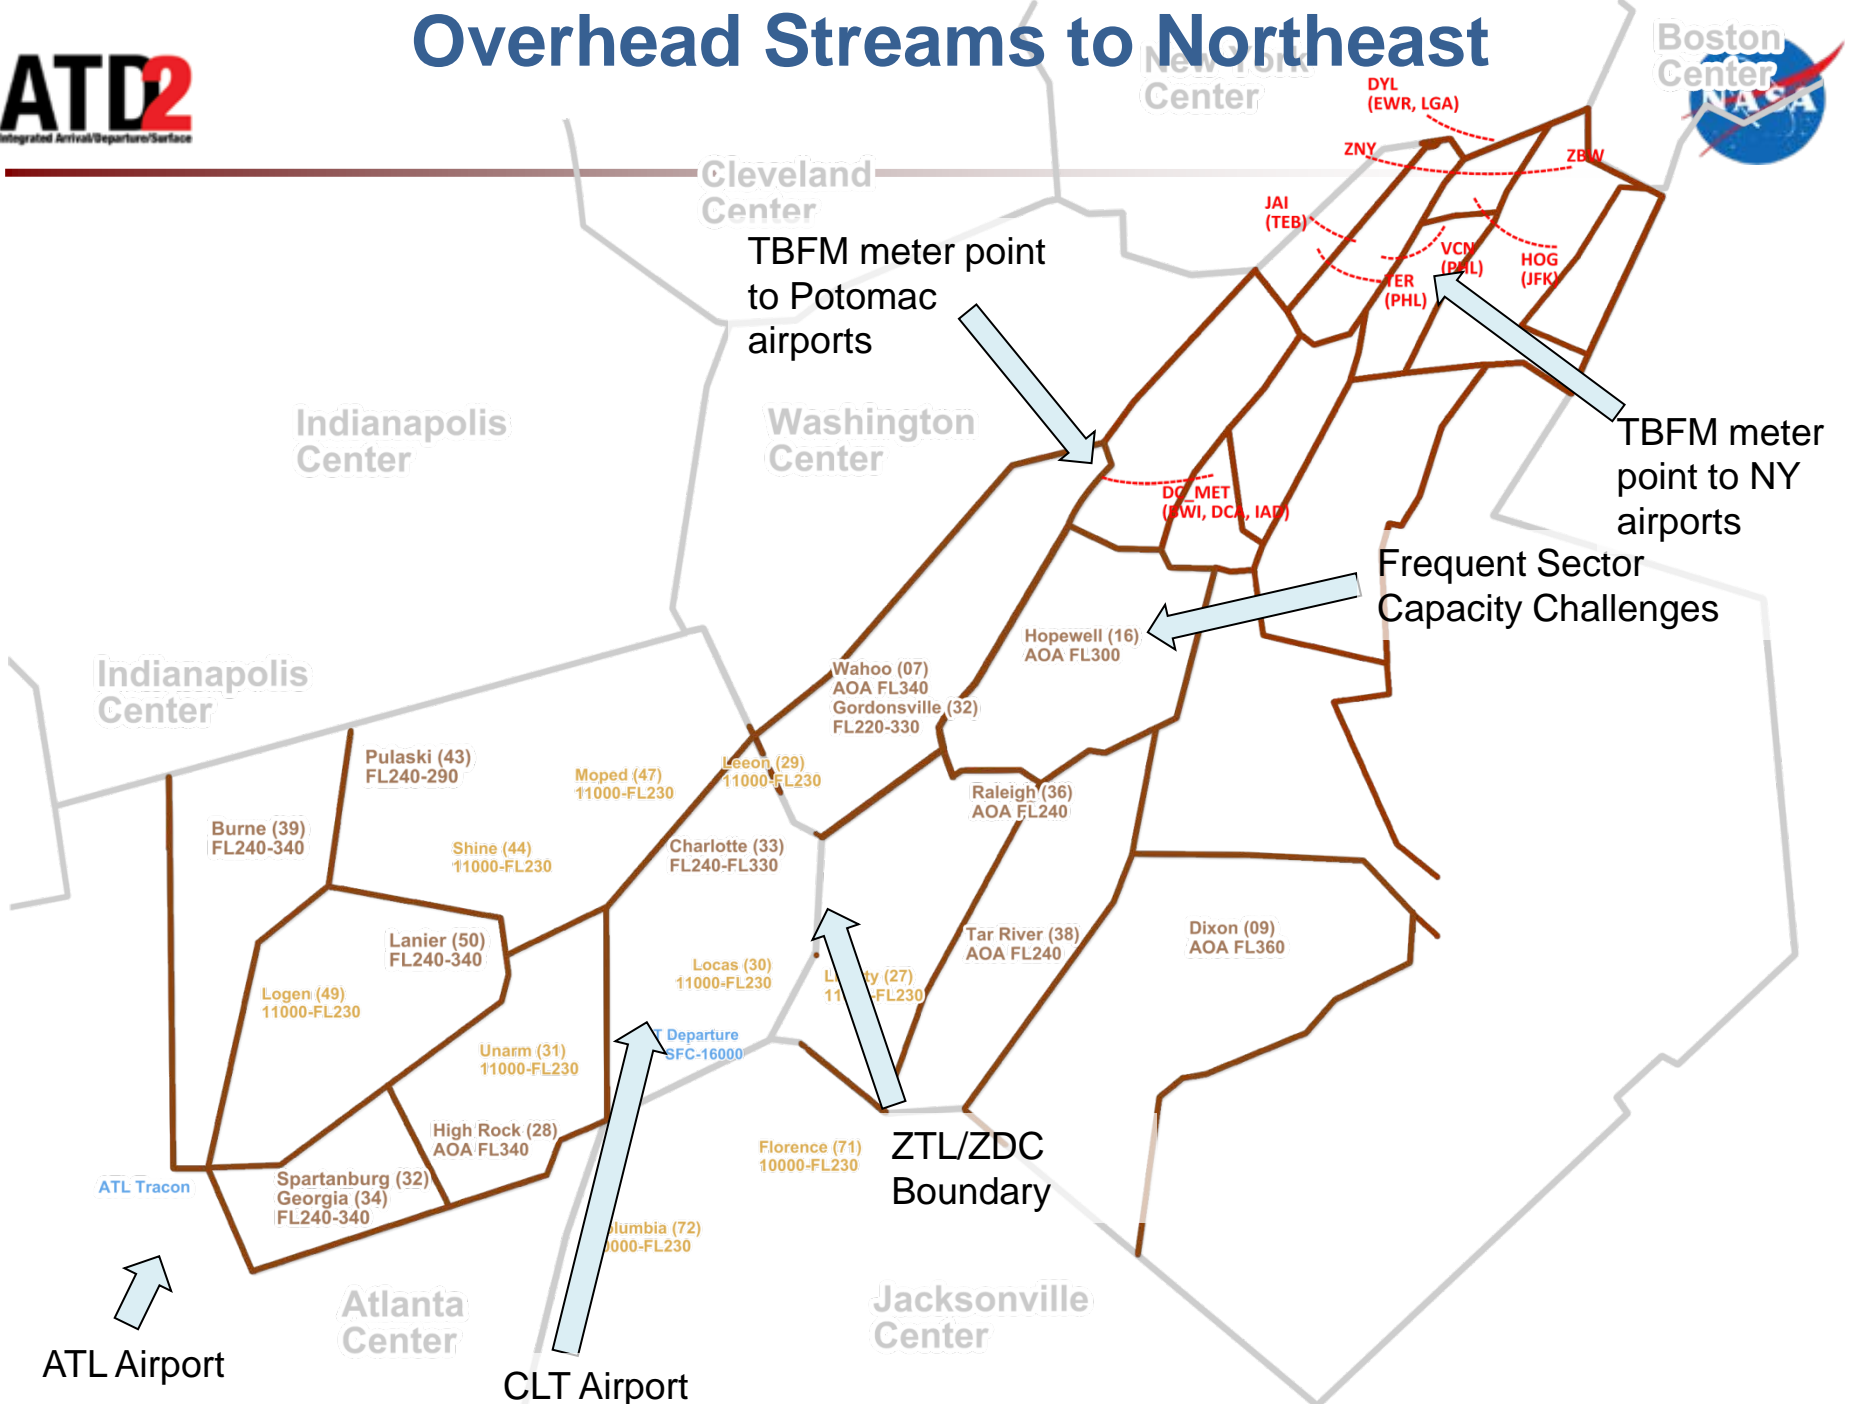 Overhead Streams to Northeast
ATD2
Integrated Arrival/Departure/Surface
New York
Center
Boston
Center
NASA
DYL
(EWR, LGA)
ZNY
ZBW
Cleveland
Center
JAI
(TEB)
VCN
(PHL)
HOG
(JFK)
TER
(PHL)
TBFM meter point
to Potomac
airports
Indianapolis
Center
Washington
Center
TBFM meter
point to NY
airports
DC_MET
(BWI, DCA, IAD)
Frequent Sector
Capacity Challenges
Hopewell (16)
AOA FL300
Indianapolis
Center
Wahoo (07)
AOA FL340
Gordonsville (32)
FL220-330
Pulaski (43)
FL240-290
Moped (47)
11000-FL230
Leeon (29)
11000-FL230
Raleigh (36)
AOA FL240
Burne (39)
FL240-340
Shine (44)
11000-FL230
Charlotte (33)
FL240-FL330
Lanier (50)
FL240-340
Tar River (38)
AOA FL240
Dixon (09)
AOA FL360
Logen (49)
11000-FL230
Locas (30)
11000-FL230
(27)
FL230
Unarm (31)
11000-FL230
T Departure
SFC-16000
High Rock (28)
AOA FL340
Florence (71)
10000-FL230
ZTL/ZDC
Boundary
ATL Tracon
Spartanburg (32)
Georgia (34)
FL240-340
lumbia (72)
000-FL230
Atlanta
Center
Jacksonville
Center
ATL Airport
CLT Airport